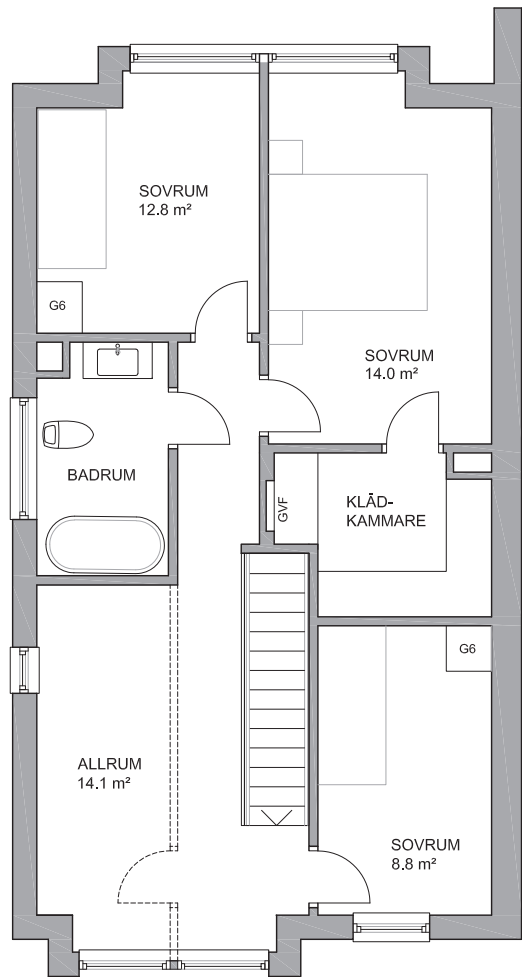 SOVRUM
12.8 m²
G6
SOVRUM
14.0 m²
BADRUM
GVF
KLÄD-
KAMMARE
G6
ALLRUM
14.1 m²
SOVRUM
8.8 m²